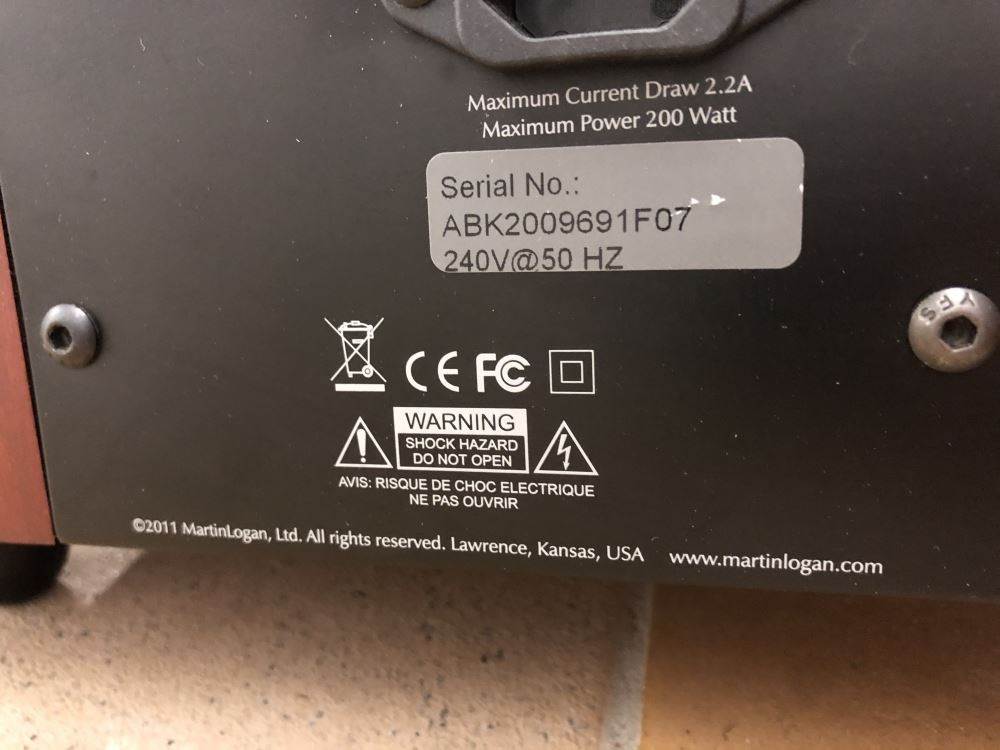 Maximum Current Draw 2.2A
Maximum Power 200 Watt
Serial No.:
ABK2009691F07
240V@50 HZ
YFS
CE FC
WARNING
SHOCK HAZARD
DO NOT OPEN
AVIS: RISQUE DE CHOC ELECTRIQUE
NE PAS OUVRIR
©2011 MartinLogan, Ltd. All rights reserved. Lawrence, Kansas, USA www.martinlogan.com